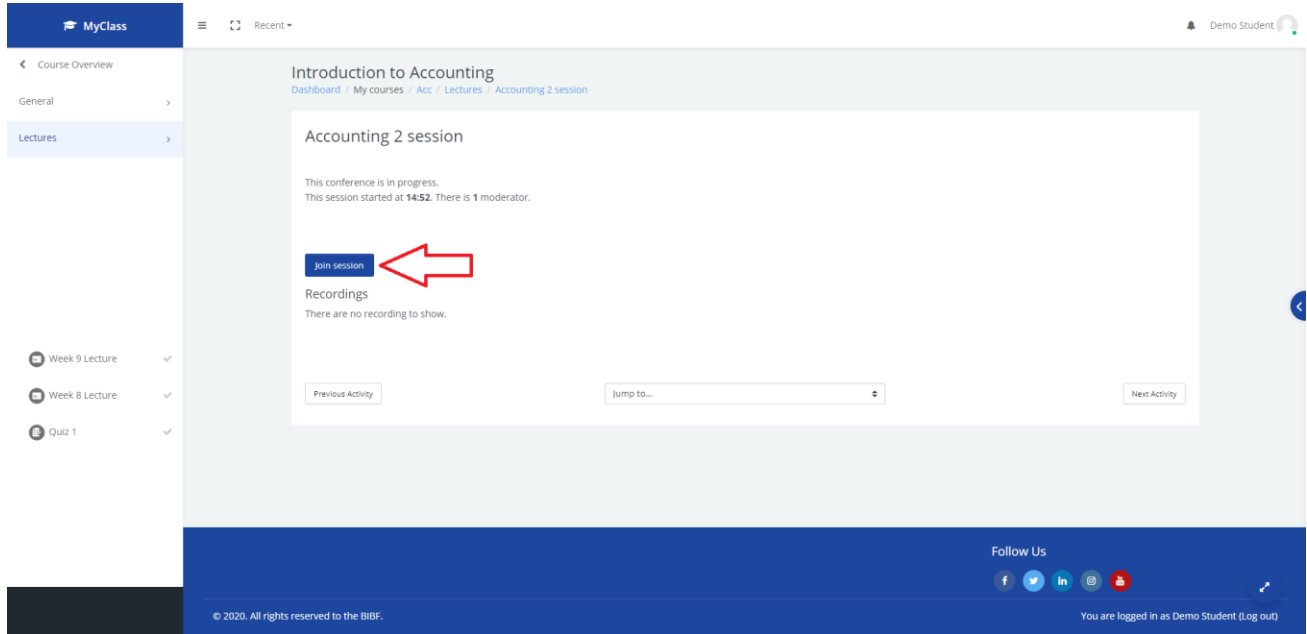 MyClass
Recent
Demo Student
Course Overview
General
Lectures
Week 9 Lecture
Week 8 Lecture
Quiz 1
Introduction to Accounting
Dashboard / My courses / Acc / Lectures / Accounting 2 session
Accounting 2 session
This conference is in progress.
This session started at 14:52. There is 1 moderator.
Join session
Recordings
There are no recording to show.
Previous Activity
Jump to...
Next Activity
Follow Us
© 2020. All rights reserved to the BIBF.
You are logged in as Demo Student (Log out)